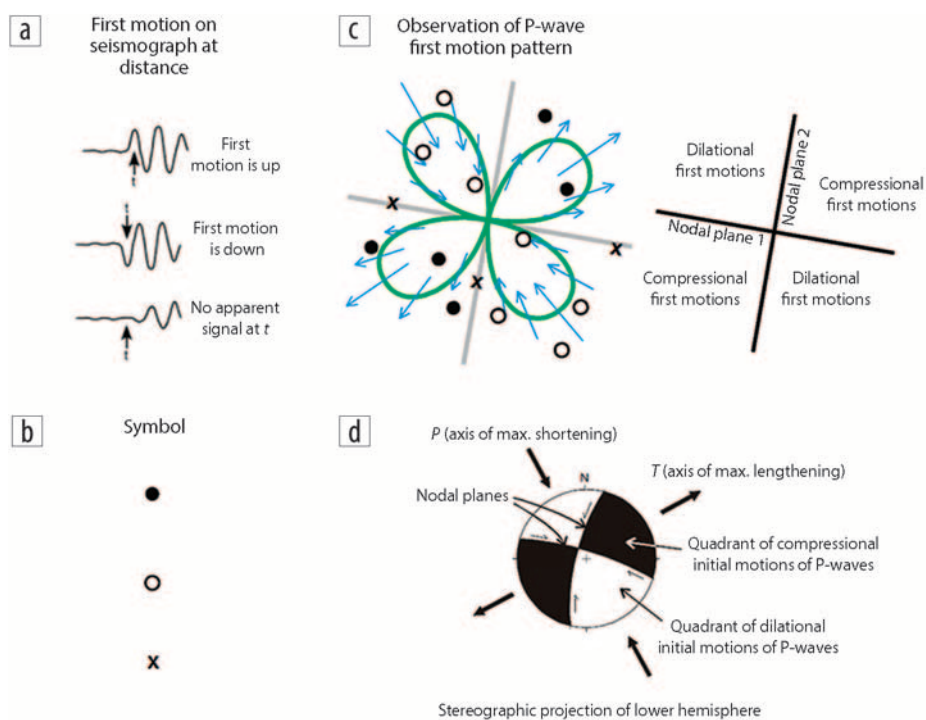 a
First motion on
seismograph at
distance
t
First
motion is up
t
First motion
is down
No apparent
signal at t
t
b
Symbol
x
c
Observation of P-wave
first motion pattern
x
x
x
Dilational
first motions
Nodal plane 2
Compressional
first motions
Nodal plane 1
Compressional
first motions
Dilational
first motions
d
P (axis of max. shortening)
T (axis of max. lengthening)
N
Nodal planes
Quadrant of compressional
initial motions of P-waves
Quadrant of dilational
initial motions of P-waves
Stereographic projection of lower hemisphere